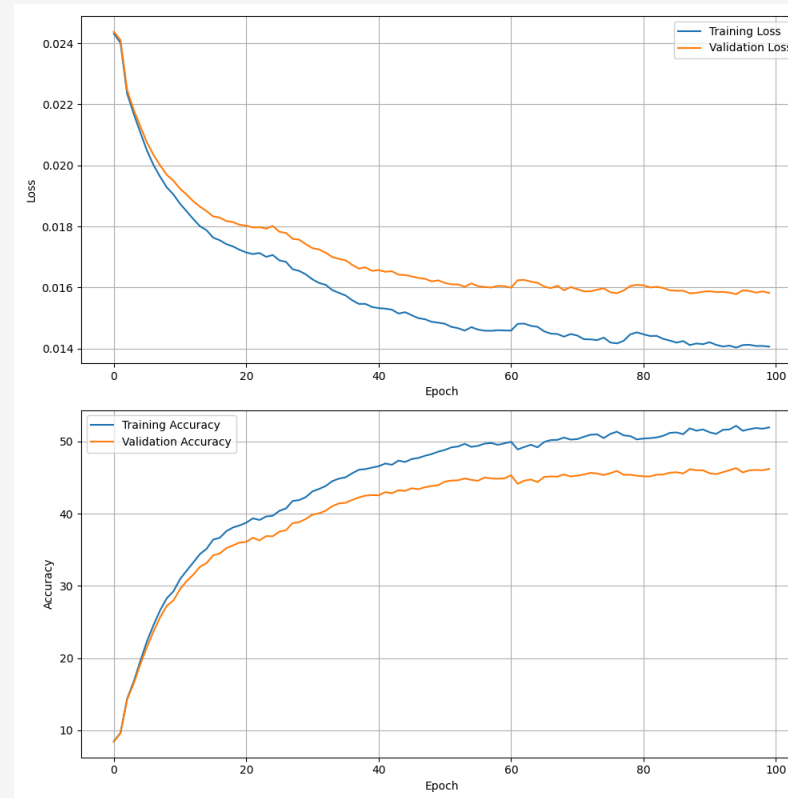 0.024
0.022
0.020
0.018
0.016
0.014
Loss
Training Loss
Validation Loss
0 20 40 60 80 100
Epoch
Training Accuracy
Validation Accuracy
50
40
30
20
10
Accuracy
0 20 40 60 80 100
Epoch